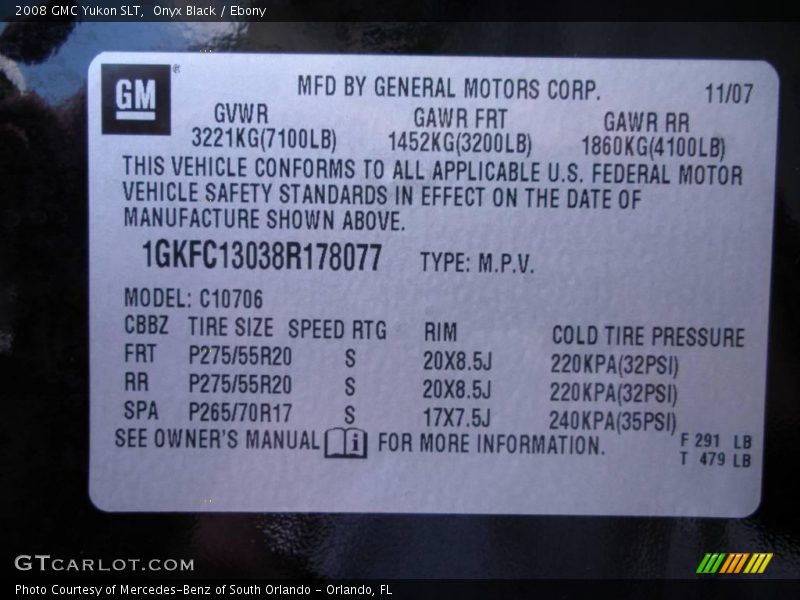 2008 GMC Yukon SLT, Onyx Black / Ebony
GM® MFD BY GENERAL MOTORS CORP. 11/07
GVWR GAWR FRT GAWR RR
3221KG(7100LB) 1452KG(3200LB) 1860KG(4100LB)
THIS VEHICLE CONFORMS TO ALL APPLICABLE U.S. FEDERAL MOTOR
VEHICLE SAFETY STANDARDS IN EFFECT ON THE DATE OF
MANUFACTURE SHOWN ABOVE.
1GKFC13038R178077 TYPE: M.P.V.
MODEL: C10706
CBBZ TIRE SIZE SPEED RTG RIM COLD TIRE PRESSURE
FRT P275/55R20 S 20X8.5J 220KPA(32PSI)
RR P275/55R20 S 20X8.5J 220KPA(32PSI)
SPA P265/70R17 S 17X7.5J 240KPA(35PSI)
SEE OWNER'S MANUAL i FOR MORE INFORMATION.
F 291 LB
T 479 LB
GTCARLOT.COM
Photo Courtesy of Mercedes-Benz of South Orlando - Orlando, FL